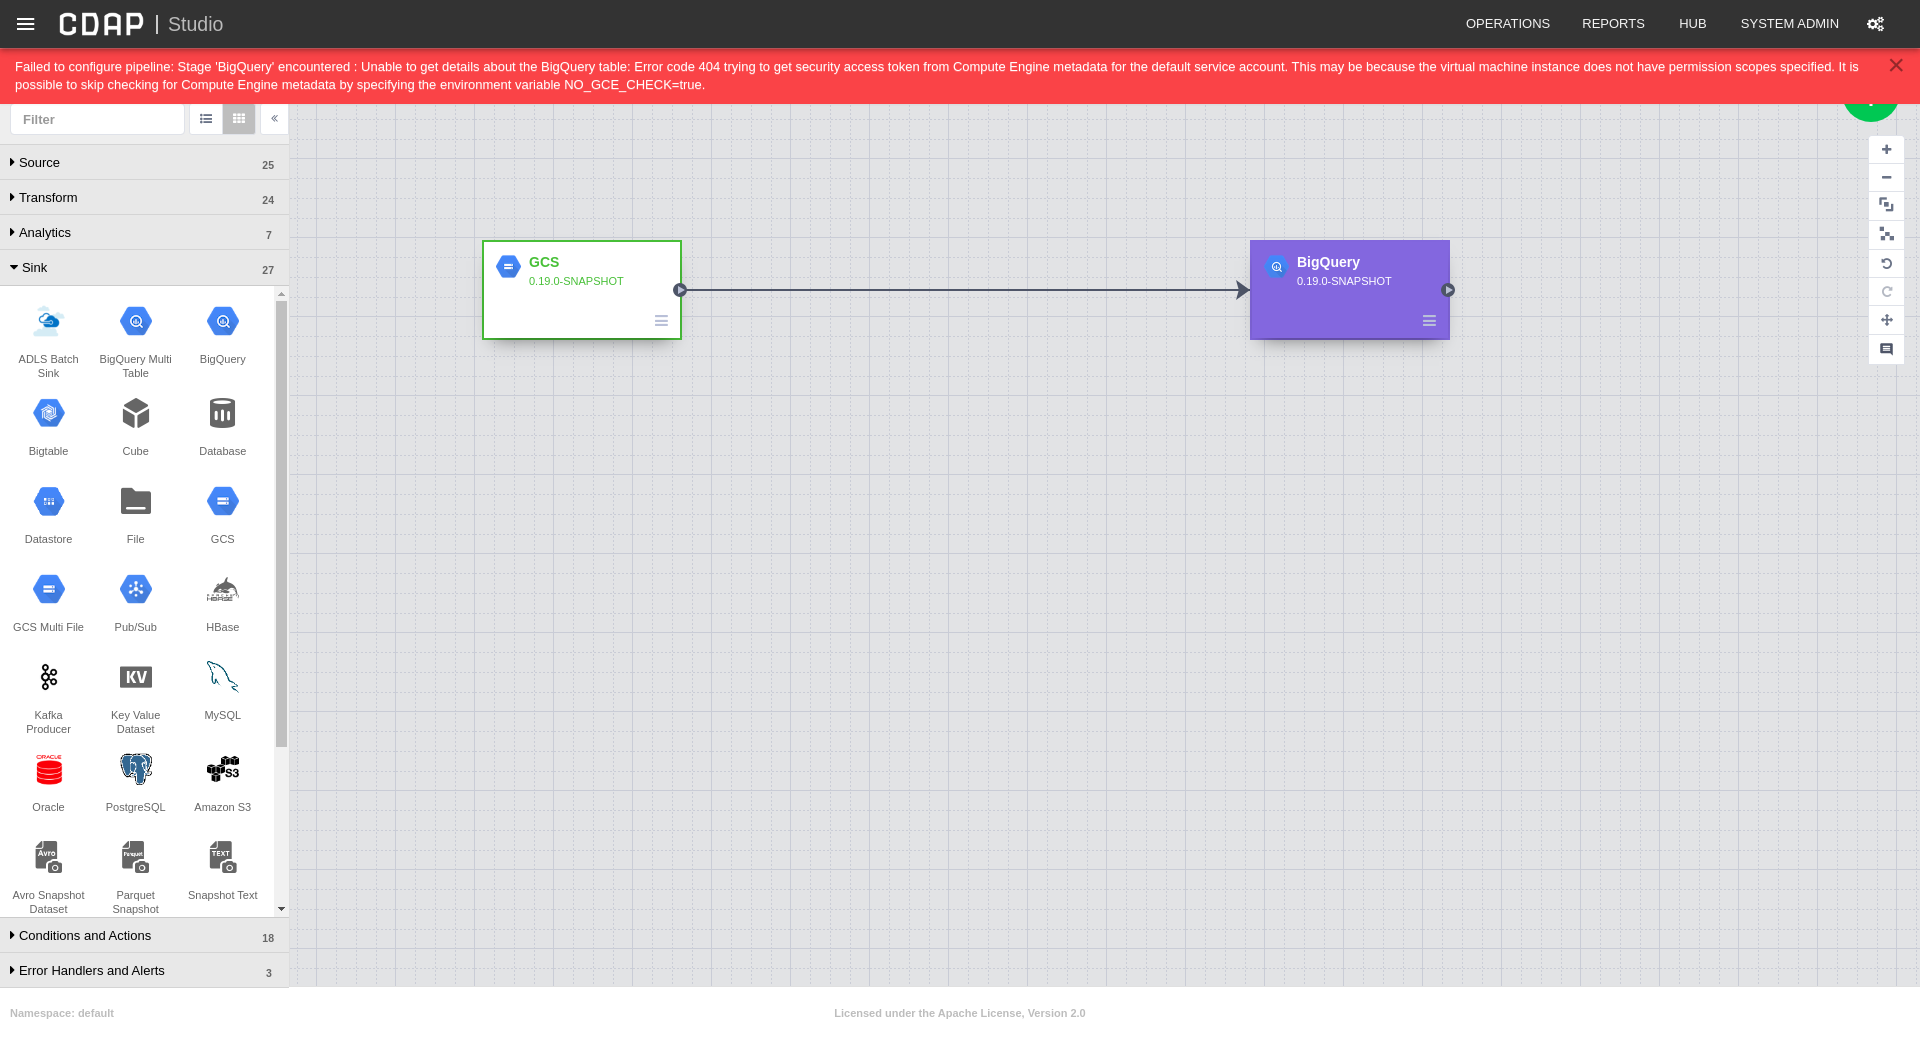 CDAP | Studio
OPERATIONS
REPORTS
HUB
SYSTEM ADMIN
Failed to configure pipeline: Stage 'BigQuery' encountered : Unable to get details about the BigQuery table: Error code 404 trying to get security access token from Compute Engine metadata for the default service account. This may be because the virtual machine instance does not have permission scopes specified. It is
possible to skip checking for Compute Engine metadata by specifying the environment variable NO_GCE_CHECK=true.
Filter
Source 25
Transform 24
Analytics 7
Sink 27
ADLS Batch
Sink
BigQuery Multi
Table
BigQuery
Bigtable
Cube
Database
Datastore
File
GCS
GCS Multi File
Pub/Sub
HBASE
HBase
Kafka
Producer
KV
Key Value
Dataset
MySQL
ORACLE
Oracle
PostgreSQL
S3
Amazon S3
Avro
Avro Snapshot
Dataset
Parquet
Parquet
Snapshot
TEXT
Snapshot Text
Conditions and Actions 18
Error Handlers and Alerts 3
GCS
0.19.0-SNAPSHOT
BigQuery
0.19.0-SNAPSHOT
Namespace: default
Licensed under the Apache License, Version 2.0